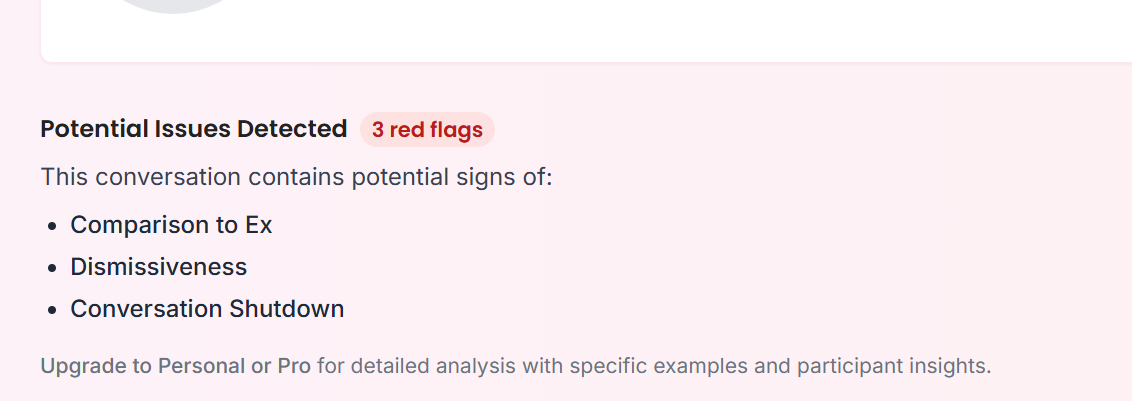 Potential Issues Detected 3 red flags
This conversation contains potential signs of:
• Comparison to Ex
• Dismissiveness
• Conversation Shutdown
Upgrade to Personal or Pro for detailed analysis with specific examples and participant insights.